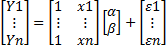 [Y1 ⋮ Yn] = [1 x1 ⋮ ⋮ 1 xn] [α β] + [ε1 ⋮ εn]